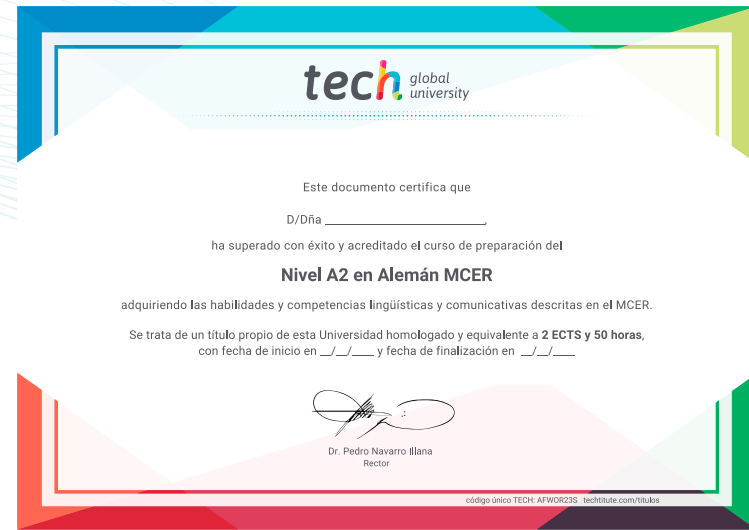 tech global university
Este documento certifica que
D/Dña ____________________,
ha superado con éxito y acreditado el curso de preparación del
Nivel A2 en Alemán MCER
adquiriendo las habilidades y competencias lingüísticas y comunicativas descritas en el MCER.
Se trata de un título propio de esta Universidad homologado y equivalente a 2 ECTS y 50 horas,
con fecha de inicio en __/__/____ y fecha de finalización en __/__/____
Dr. Pedro Navarro Illana
Rector
código único TECH: AFWOR23S techtitute.com/titulos